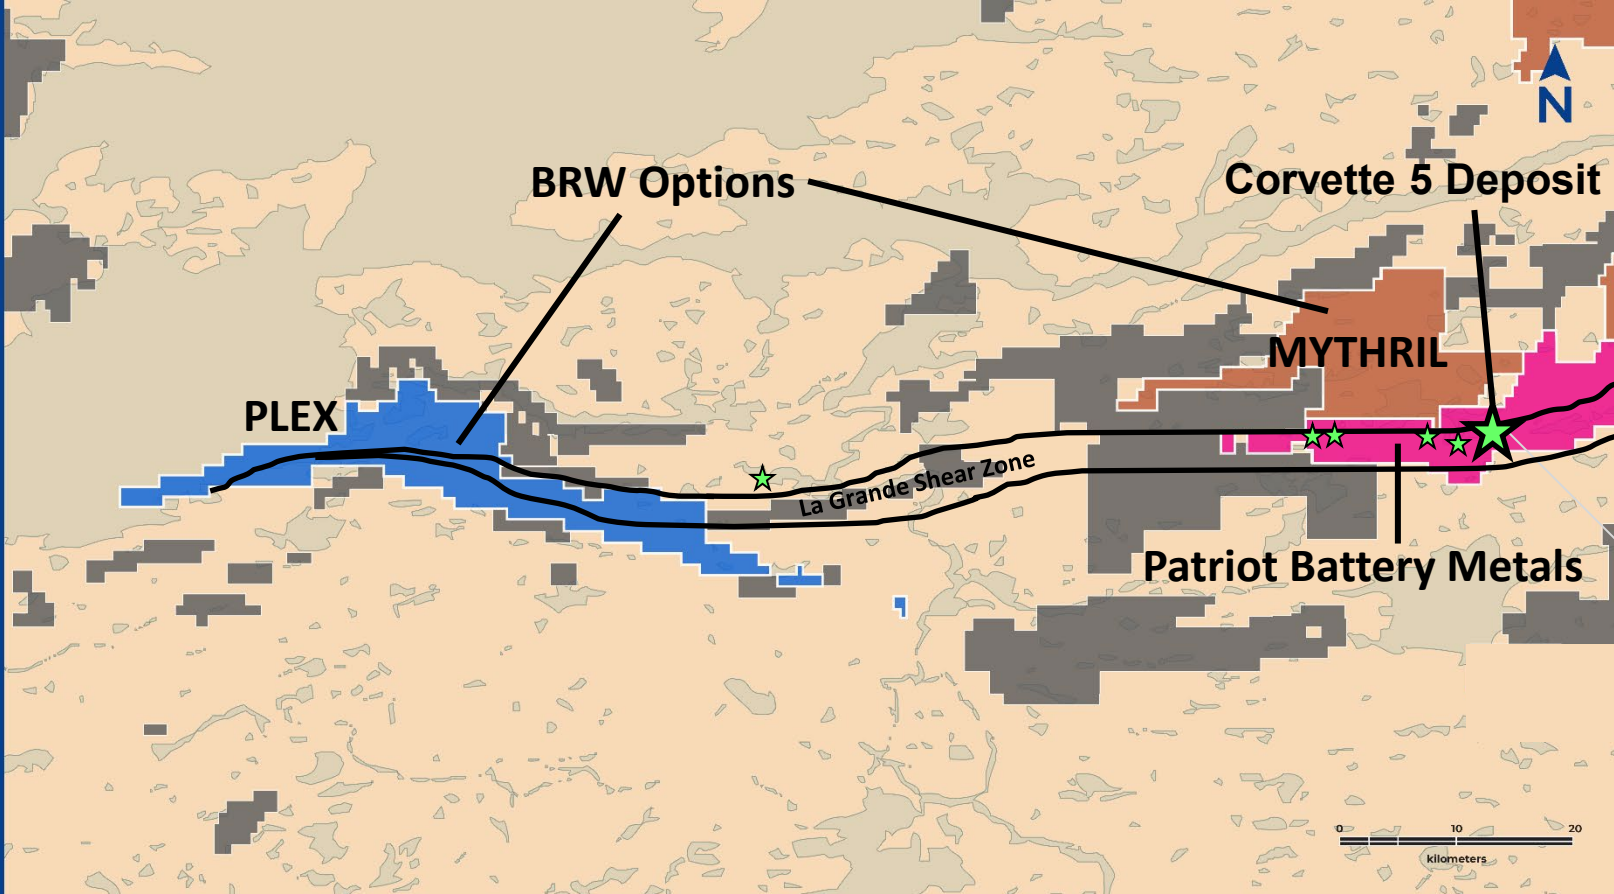 N
BRW Options
Corvette 5 Deposit
MYTHRIL
PLEX
La Grande Shear Zone
Patriot Battery Metals
0 10 20
kilometers